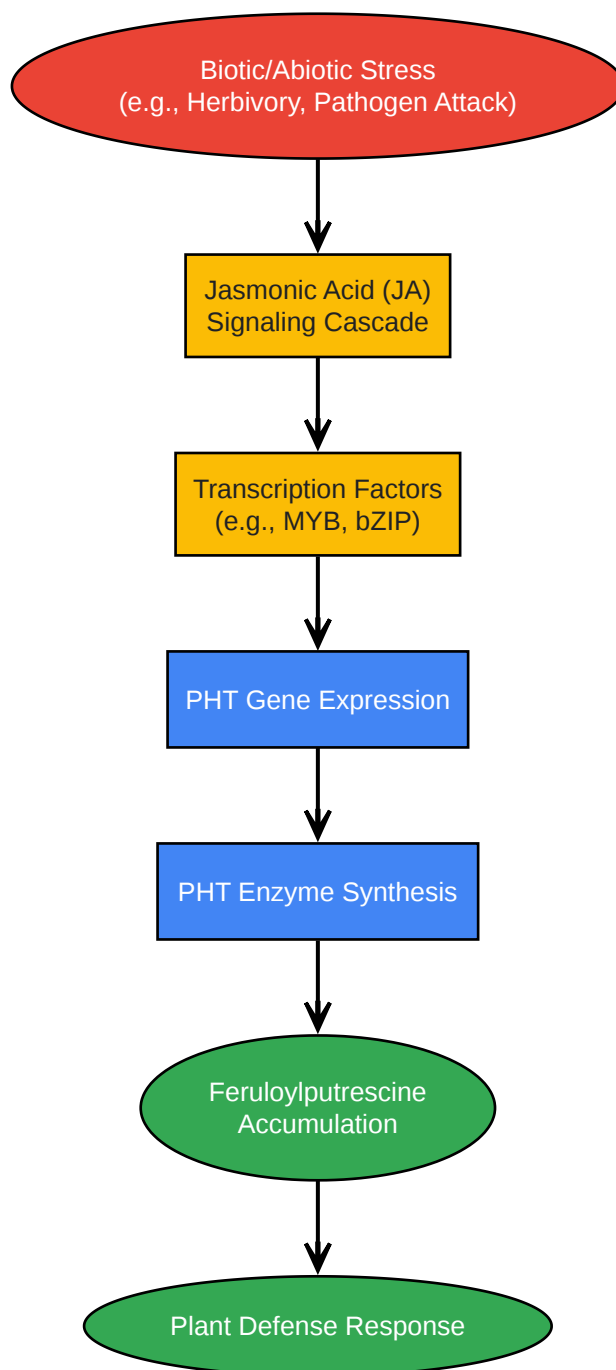 Biotic/Abiotic Stress
(e.g., Herbivory, Pathogen Attack)
Jasmonic Acid (JA)
Signaling Cascade
Transcription Factors
(e.g., MYB, bZIP)
PHT Gene Expression
PHT Enzyme Synthesis
Feruloylputrescine
Accumulation
Plant Defense Response